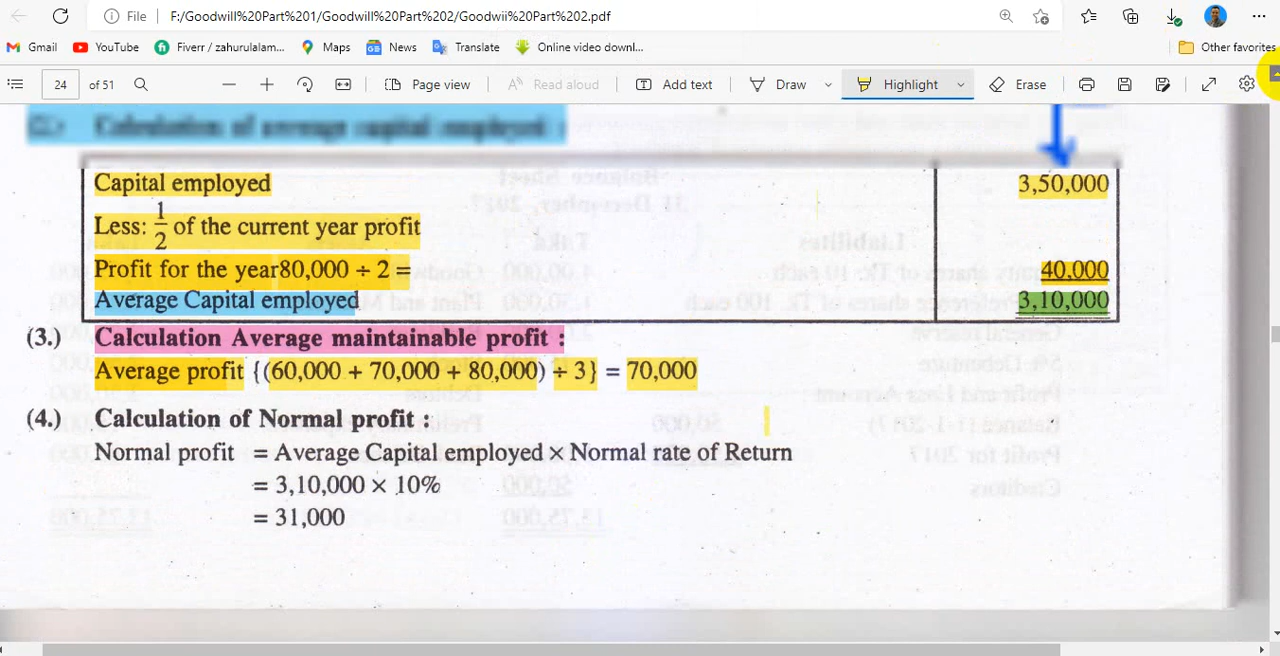 File F:/Goodwill%20Part%201/Goodwill%20Part%202/Goodwii%20Part%202.pdf
Gmail YouTube Fiverr / zahurulalam... Maps News Translate Online video downl... Other favorites
24 of 51 Page view Read aloud Add text Draw Highlight Erase
Calculation of average capital employed :
Capital employed 3,50,000
Less: 1/2 of the current year profit
Profit for the year80,000 ÷ 2 = 40,000
Average Capital employed 3,10,000
(3.) Calculation Average maintainable profit :
Average profit {(60,000 + 70,000 + 80,000) ÷ 3} = 70,000
(4.) Calculation of Normal profit :
Normal profit = Average Capital employed × Normal rate of Return
= 3,10,000 × 10%
= 31,000